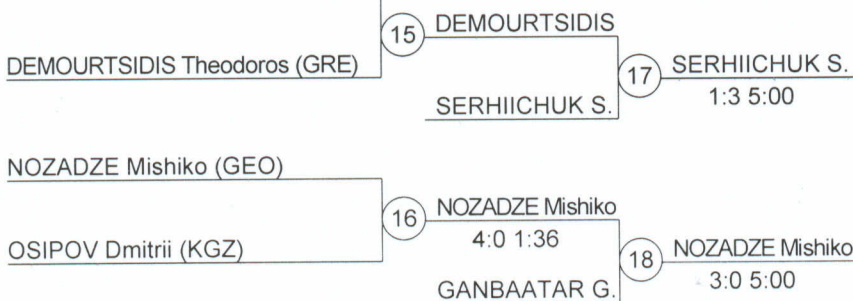 15 DEMOURTSIDIS
DEMOURTSIDIS Theodoros (GRE)
17 SERHIICHUK S.
1:3 5:00
SERHIICHUK S.
NOZADZE Mishiko (GEO)
16 NOZADZE Mishiko
4:0 1:36
OSIPOV Dmitrii (KGZ)
18 NOZADZE Mishiko
3:0 5:00
GANBAATAR G.